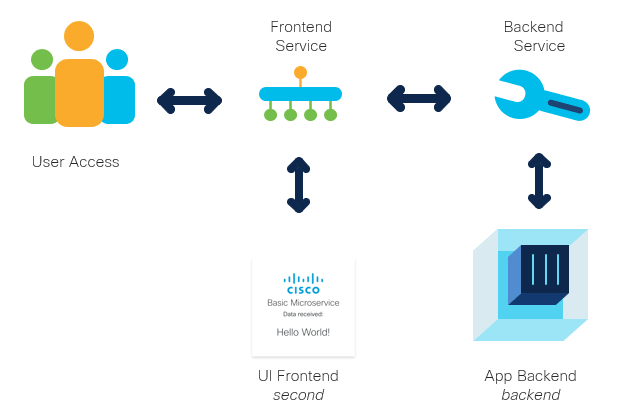 Frontend
Service
Backend
Service
User Access
CISCO
Basic Microservice
Data received:
Hello World!
UI Frontend
second
App Backend
backend